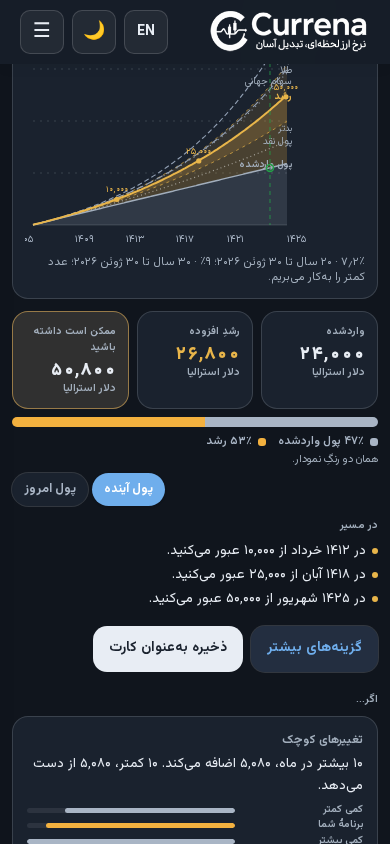 Currena
نرخ ارز لحظه‌ای، تبدیل آسان
EN
طلا
سهام جهانی
۵۰,۰۰۰
رشد
بدتر
پول نقد
پول واردشده
۲۵,۰۰۰
۱۰,۰۰۰
۰۵
۱۴۰۹
۱۴۱۳
۱۴۱۷
۱۴۲۱
۱۴۲۵
۷٫۲٪ · ۲۰ سال تا ۳۰ ژوئن ۲۰۲۶؛ ۹٪ · ۳۰ سال تا ۳۰ ژوئن ۲۰۲۶؛ عدد
کمتر را به‌کار می‌بریم.
واردشده
۲۴,۰۰۰
دلار استرالیا
رشدِ افزوده
۲۶,۸۰۰
دلار استرالیا
ممکن است داشته
باشید
۵۰,۸۰۰
دلار استرالیا
۴۷٪ پول واردشده
۵۳٪ رشد
همان دو رنگِ نمودار.
پول آینده
پول امروز
در مسیر
در ۱۴۱۲ خرداد از ۱۰,۰۰۰ عبور می‌کنید.
در ۱۴۱۸ آبان از ۲۵,۰۰۰ عبور می‌کنید.
در ۱۴۲۵ شهریور از ۵۰,۰۰۰ عبور می‌کنید.
گزینه‌های بیشتر
ذخیره به‌عنوان کارت
اگر...
تغییرهای کوچک
۱۰ بیشتر در ماه، ۵,۰۸۰ اضافه می‌کند. ۱۰ کمتر، ۵,۰۸۰ از دست
می‌دهد.
کمی کمتر
برنامهٔ شما
کمی بیشتر